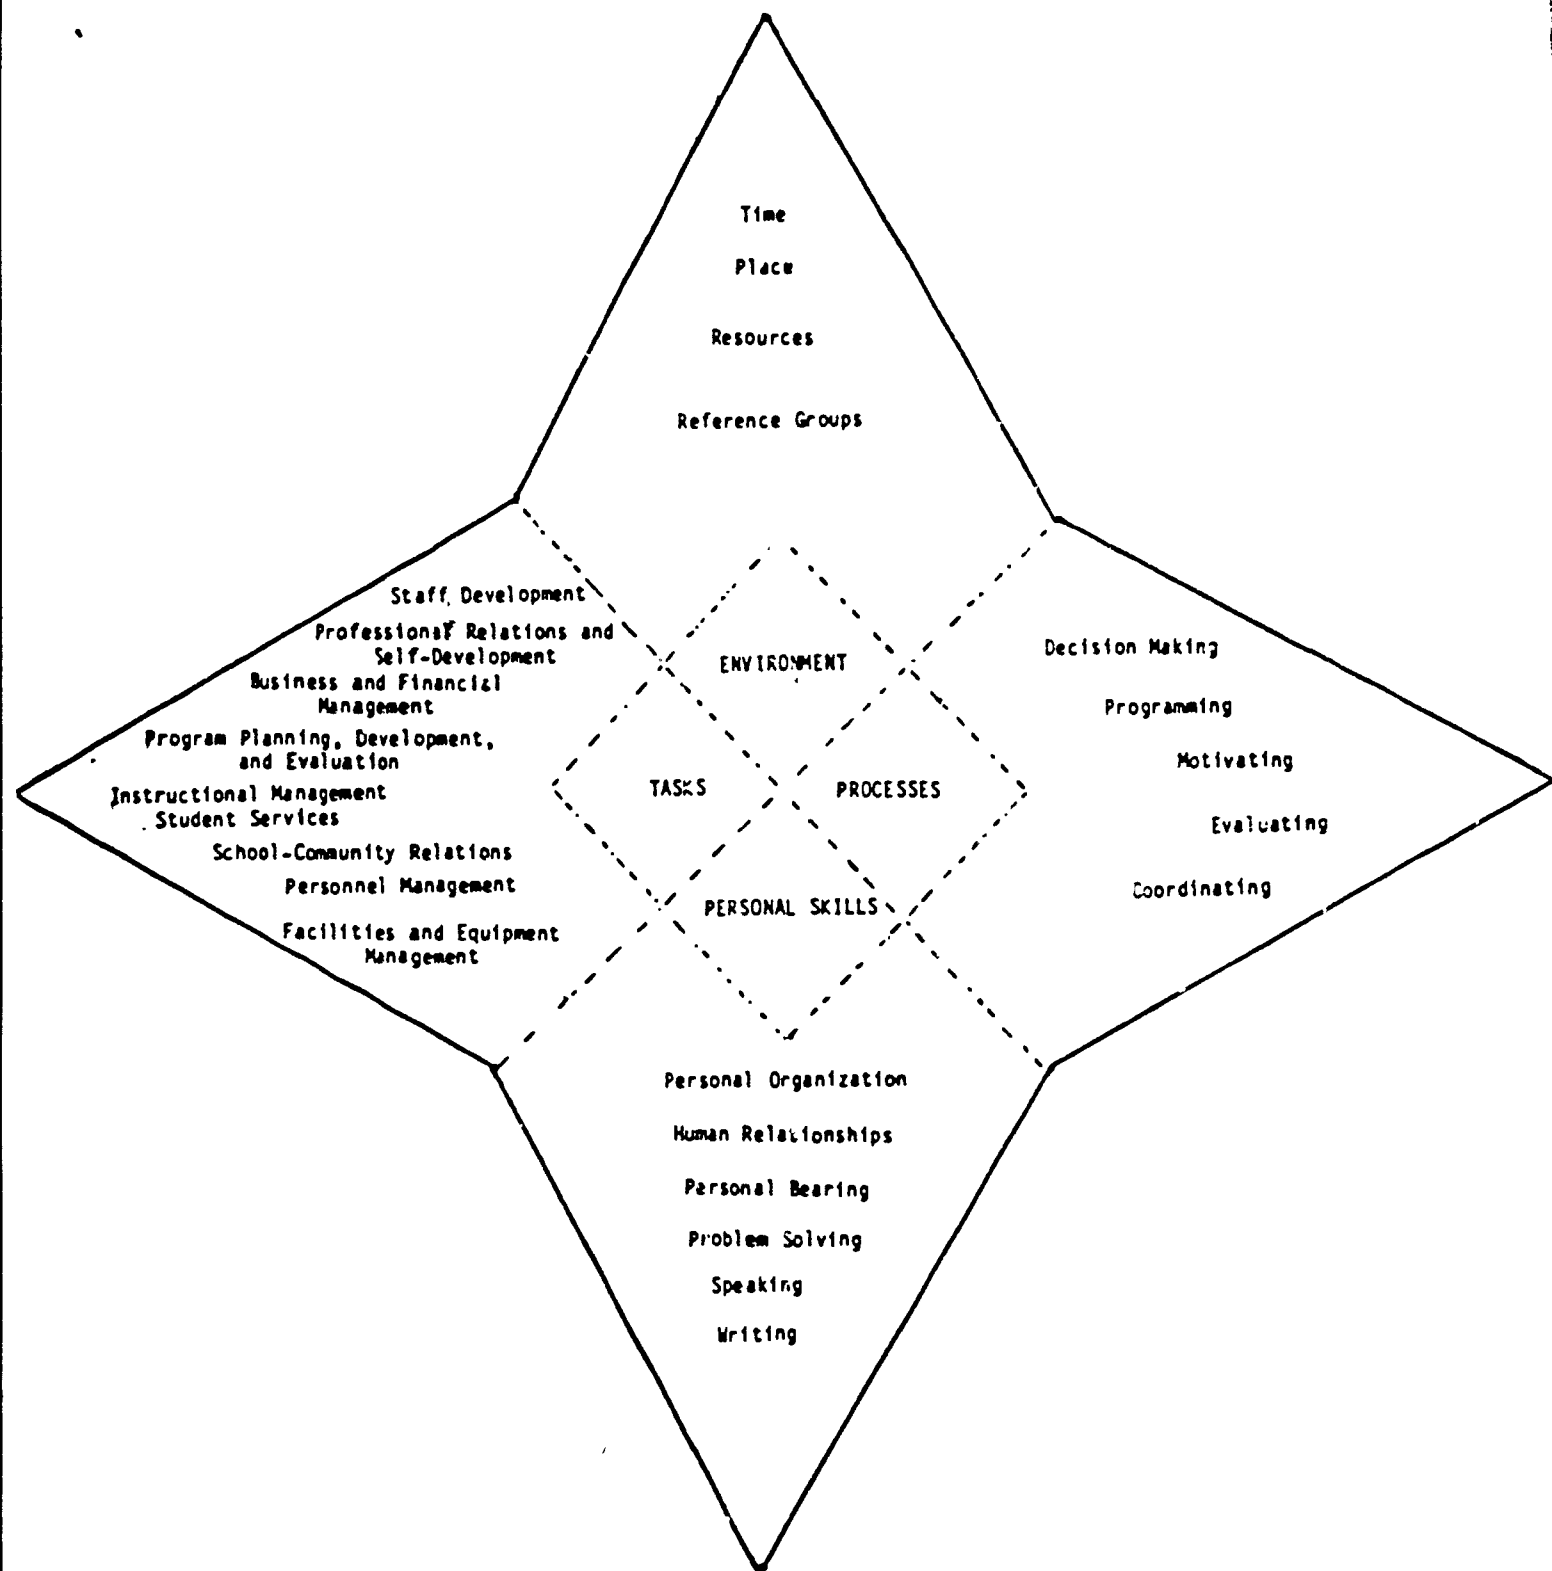 Time
Place
Resources
Reference Groups
Staff Development
Professional Relations and
Self-Development
Business and Financial
Management
Program Planning, Development,
and Evaluation
Instructional Management
Student Services
School-Community Relations
Personnel Management
Facilities and Equipment
Management
ENVIRONMENT
TASKS
PROCESSES
PERSONAL SKILLS
Decision Making
Programming
Motivating
Evaluating
Coordinating
Personal Organization
Human Relationships
Personal Bearing
Problem Solving
Speaking
Writing